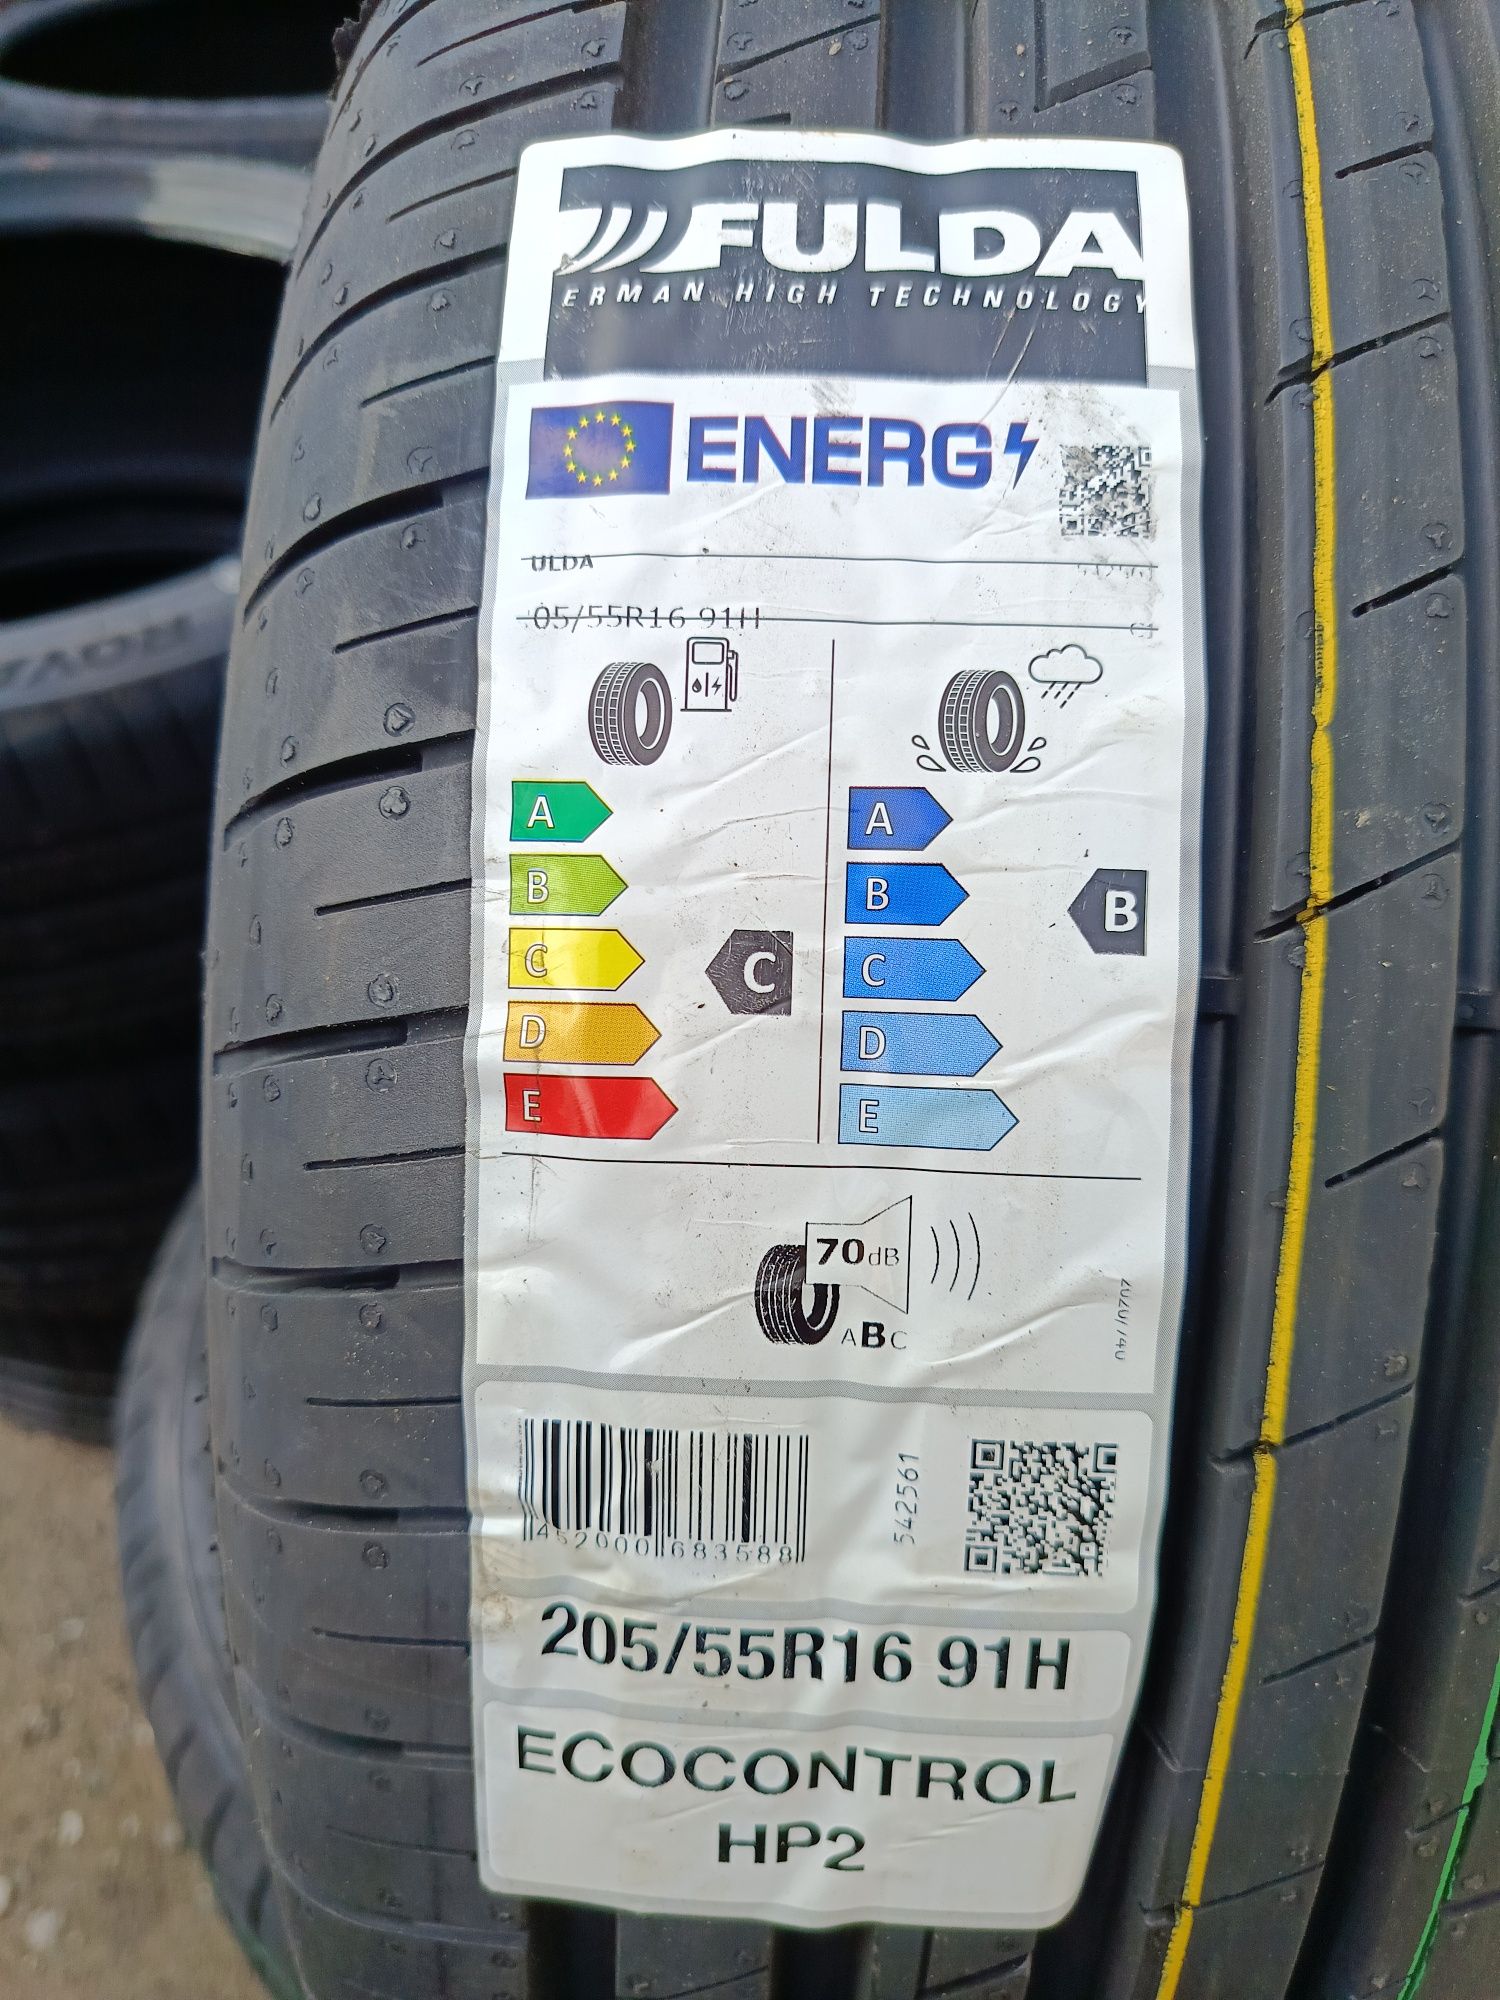 FULDA
ERMAN HIGH TECHNOLOGY
ENERG
ULDA
05/55R16 91H
A
B
C
D
E
C
A
B
C
D
E
B
70dB
ABC
2020/740
452000 683588
542561
205/55R16 91H
ECOCONTROL
HP2